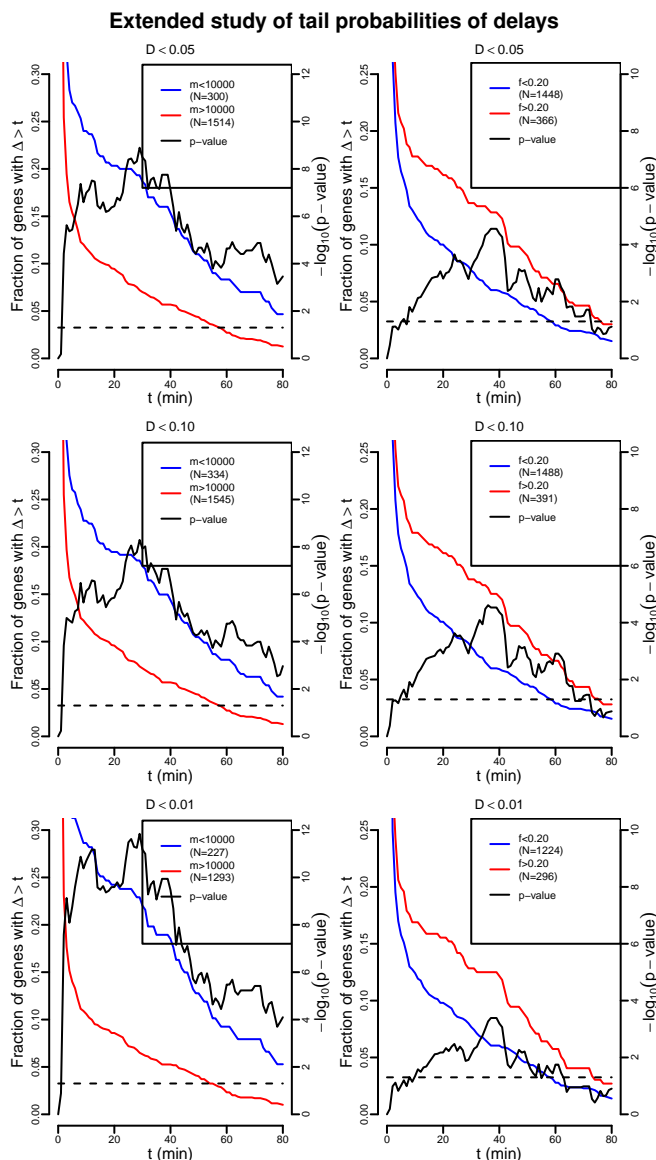 Extended study of tail probabilities of delays
D < 0.05
Fraction of genes with Δ > t
0.00 0.05 0.10 0.15 0.20 0.25 0.30
m<10000
(N=300)
m>10000
(N=1514)
p−value
0 2 4 6 8 10 12
−log10(p − value)
0 20 40 60 80
t (min)
D < 0.05
Fraction of genes with Δ > t
0.00 0.05 0.10 0.15 0.20 0.25
f<0.20
(N=1448)
f>0.20
(N=366)
p−value
0 2 4 6 8 10
−log10(p − value)
0 20 40 60 80
t (min)
D < 0.10
Fraction of genes with Δ > t
0.00 0.05 0.10 0.15 0.20 0.25 0.30
m<10000
(N=334)
m>10000
(N=1545)
p−value
0 2 4 6 8 10 12
−log10(p − value)
0 20 40 60 80
t (min)
D < 0.10
Fraction of genes with Δ > t
0.00 0.05 0.10 0.15 0.20 0.25
f<0.20
(N=1488)
f>0.20
(N=391)
p−value
0 2 4 6 8 10
−log10(p − value)
0 20 40 60 80
t (min)
D < 0.01
Fraction of genes with Δ > t
0.00 0.05 0.10 0.15 0.20 0.25 0.30
m<10000
(N=227)
m>10000
(N=1293)
p−value
0 2 4 6 8 10 12
−log10(p − value)
0 20 40 60 80
t (min)
D < 0.01
Fraction of genes with Δ > t
0.00 0.05 0.10 0.15 0.20 0.25
f<0.20
(N=1224)
f>0.20
(N=296)
p−value
0 2 4 6 8 10
−log10(p − value)
0 20 40 60 80
t (min)